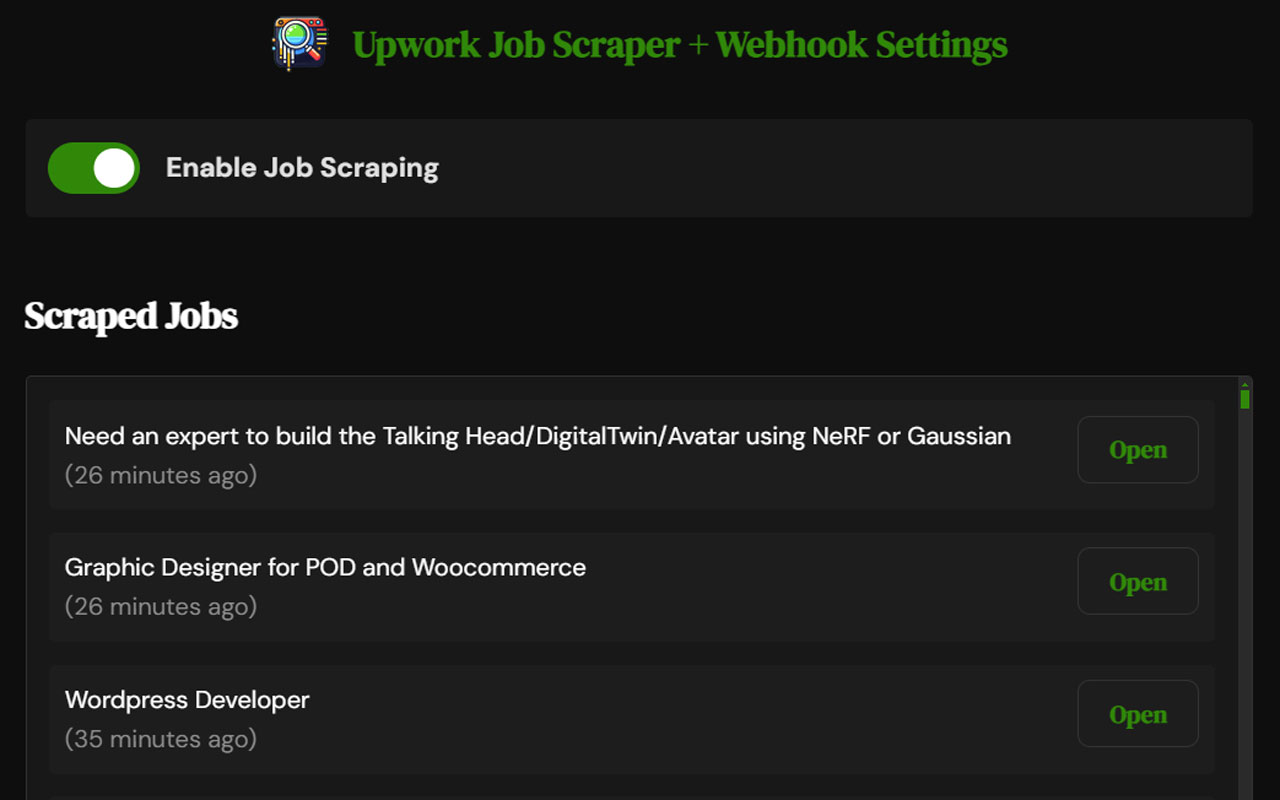 Upwork Job Scraper + Webhook Settings
Enable Job Scraping
Scraped Jobs
Need an expert to build the Talking Head/DigitalTwin/Avatar using NeRF or Gaussian
(26 minutes ago)
Open
Graphic Designer for POD and Woocommerce
(26 minutes ago)
Open
Wordpress Developer
(35 minutes ago)
Open